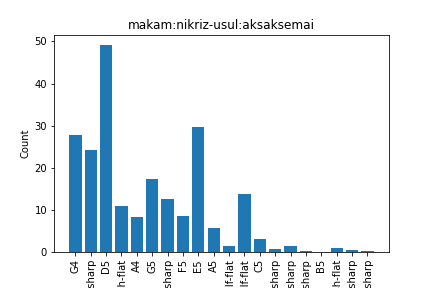 makam:nikriz-usul:aksaksemai
50
40
30
20
10
0
Count
G4
sharp
D5
h-flat
A4
G5
sharp
F5
E5
A5
lf-flat
lf-flat
C5
sharp
sharp
sharp
B5
h-flat
sharp
sharp